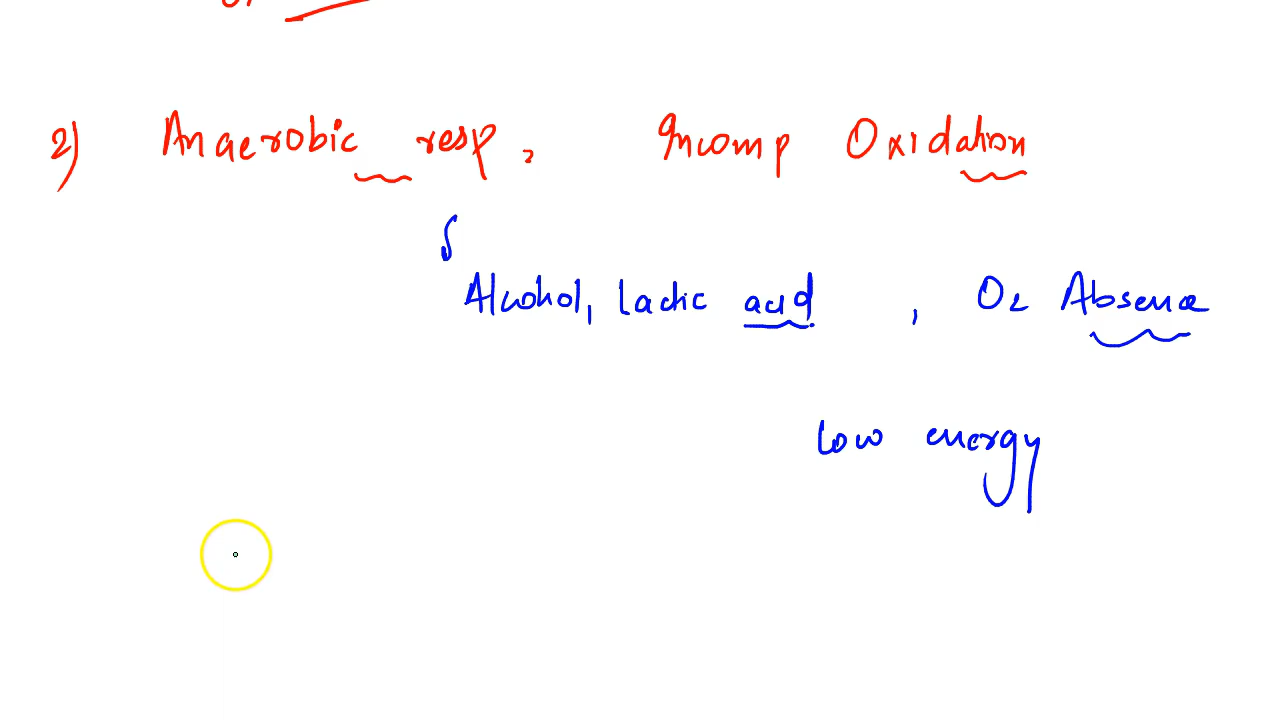 2) Anaerobic resp, Incomp Oxidation
Alcohol, Lactic acid , O2 Absence
Low energy